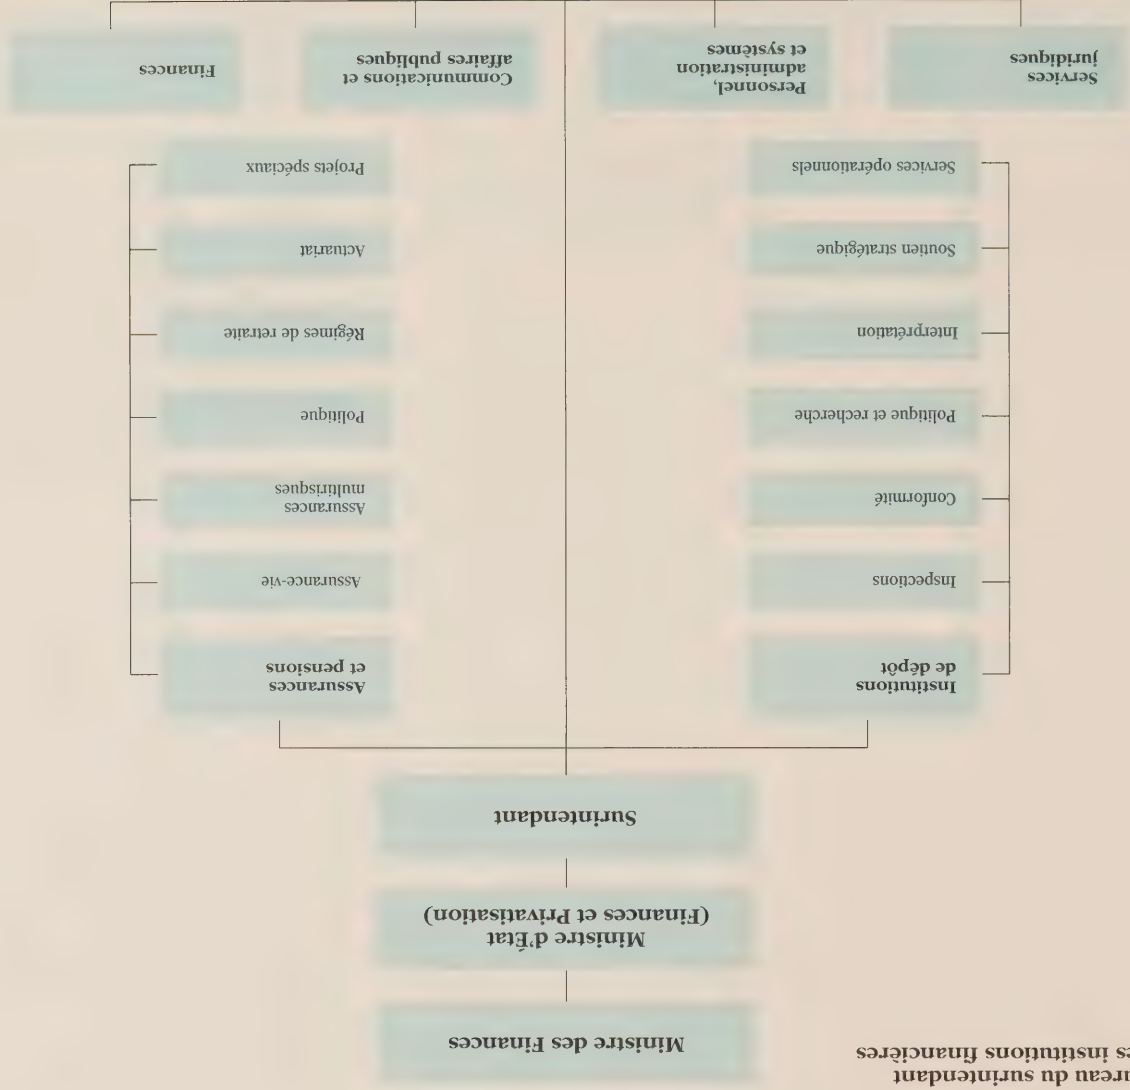 ureau du surintendant
es institutions financières
Ministre des Finances
Ministre d'État
(Finances et Privatisation)
Surintendant
Institutions
de dépôt
Inspections
Conformité
Politique et recherche
Interprétation
Soutien stratégique
Services opérationnels
Assurances
et pensions
Assurance-vie
Assurances
multirisques
Politique
Régimes de retraite
Actuariat
Projets spéciaux
Services
juridiques
Personnel,
administration
et systèmes
Communications et
affaires publiques
Finances